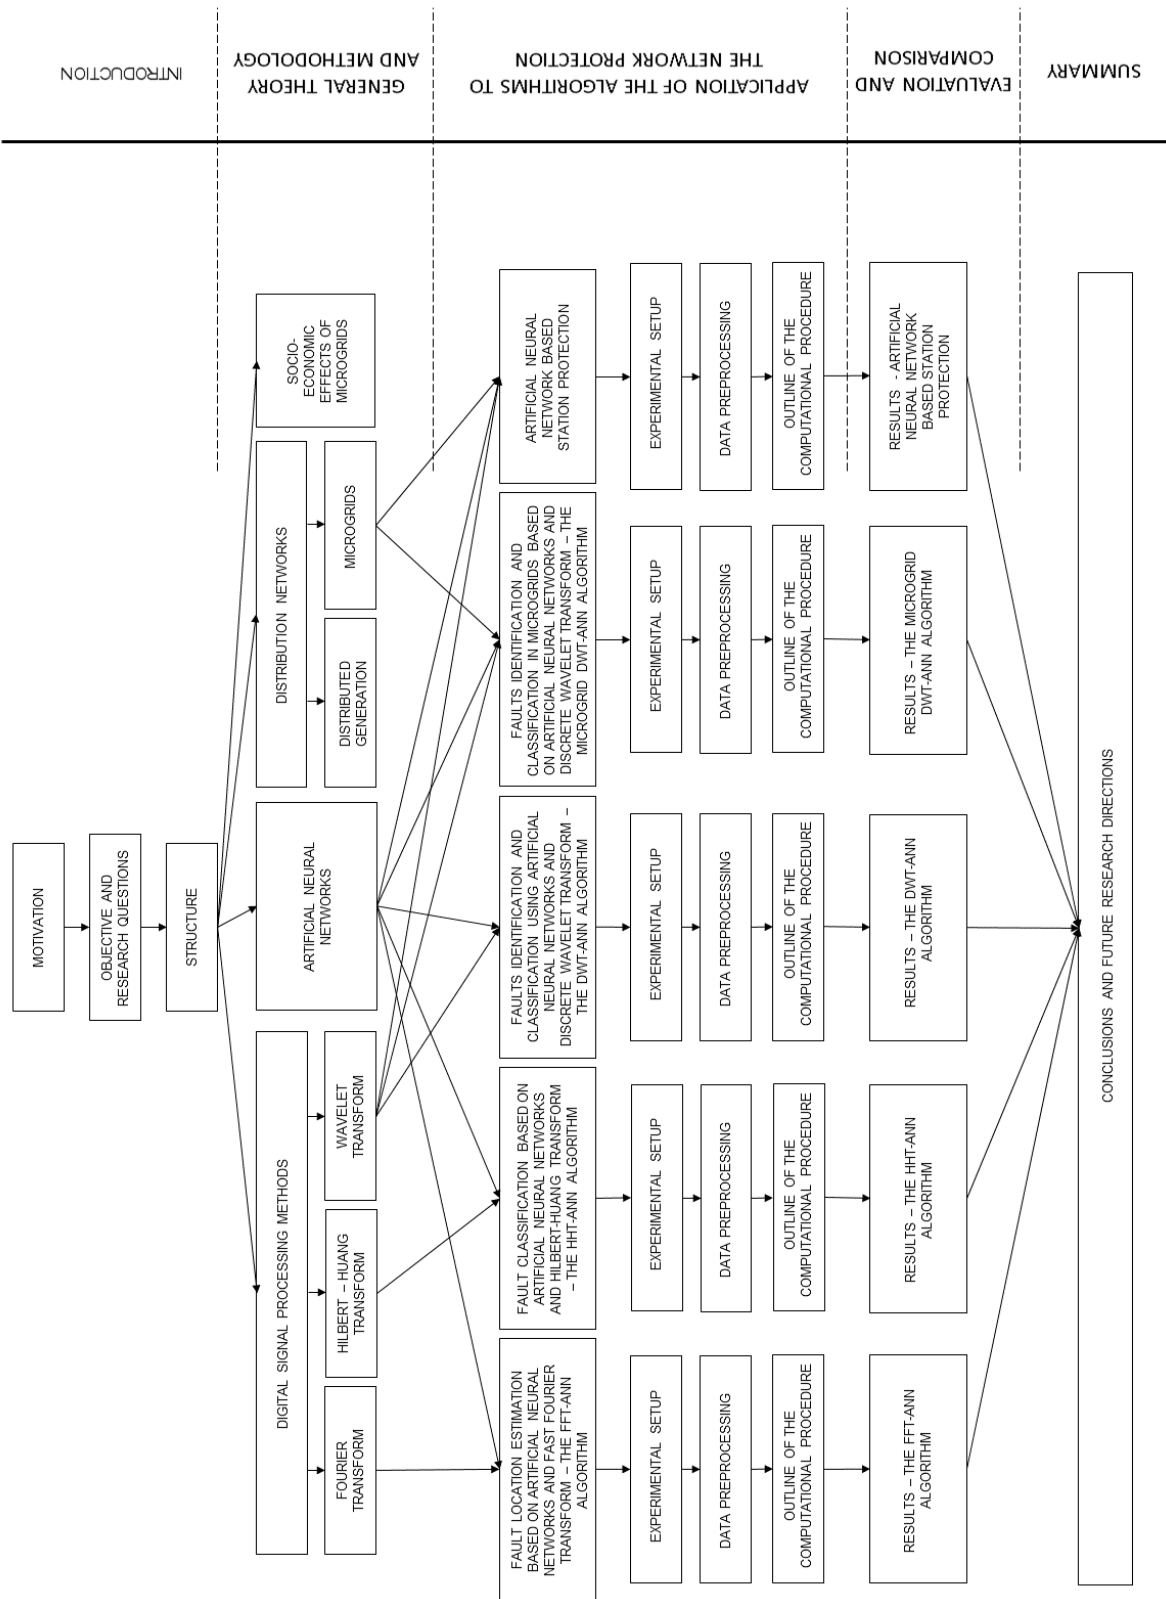 INTRODUCTION
GENERAL THEORY
AND METHODOLOGY
APPLICATION OF THE ALGORITHMS TO
THE NETWORK PROTECTION
EVALUATION AND
COMPARISON
SUMMARY
MOTIVATION
OBJECTIVE AND
RESEARCH QUESTIONS
STRUCTURE
DIGITAL SIGNAL PROCESSING METHODS
FOURIER
TRANSFORM
HILBERT – HUANG
TRANSFORM
WAVELET
TRANSFORM
ARTIFICIAL NEURAL
NETWORKS
DISTRIBUTION NETWORKS
DISTRIBUTED
GENERATION
MICROGRIDS
SOCIO-
ECONOMIC
EFFECTS OF
MICROGRIDS
FAULT LOCATION ESTIMATION
BASED ON ARTIFICIAL NEURAL
NETWORKS AND FAST FOURIER
TRANSFORM – THE FFT-ANN
ALGORITHM
FAULT CLASSIFICATION BASED ON
ARTIFICIAL NEURAL NETWORKS
AND HILBERT-HUANG TRANSFORM
– THE HHT-ANN ALGORITHM
FAULTS IDENTIFICATION AND
CLASSIFICATION USING ARTIFICIAL
NEURAL NETWORKS AND
DISCRETE WAVELET TRANSFORM –
THE DWT-ANN ALGORITHM
FAULTS IDENTIFICATION AND
CLASSIFICATION IN MICROGRIDS BASED
ON ARTIFICIAL NEURAL NETWORKS AND
DISCRETE WAVELET TRANSFORM – THE
MICROGRID DWT-ANN ALGORITHM
ARTIFICIAL NEURAL
NETWORK BASED
STATION PROTECTION
EXPERIMENTAL SETUP
EXPERIMENTAL SETUP
EXPERIMENTAL SETUP
EXPERIMENTAL SETUP
EXPERIMENTAL SETUP
DATA PREPROCESSING
DATA PREPROCESSING
DATA PREPROCESSING
DATA PREPROCESSING
DATA PREPROCESSING
OUTLINE OF THE
COMPUTATIONAL PROCEDURE
OUTLINE OF THE
COMPUTATIONAL PROCEDURE
OUTLINE OF THE
COMPUTATIONAL PROCEDURE
OUTLINE OF THE
COMPUTATIONAL PROCEDURE
OUTLINE OF THE
COMPUTATIONAL PROCEDURE
RESULTS – THE FFT-ANN
ALGORITHM
RESULTS – THE HHT-ANN
ALGORITHM
RESULTS – THE DWT-ANN
ALGORITHM
RESULTS – THE MICROGRID
DWT-ANN ALGORITHM
RESULTS - ARTIFICIAL
NEURAL NETWORK
BASED STATION
PROTECTION
CONCLUSIONS AND FUTURE RESEARCH DIRECTIONS